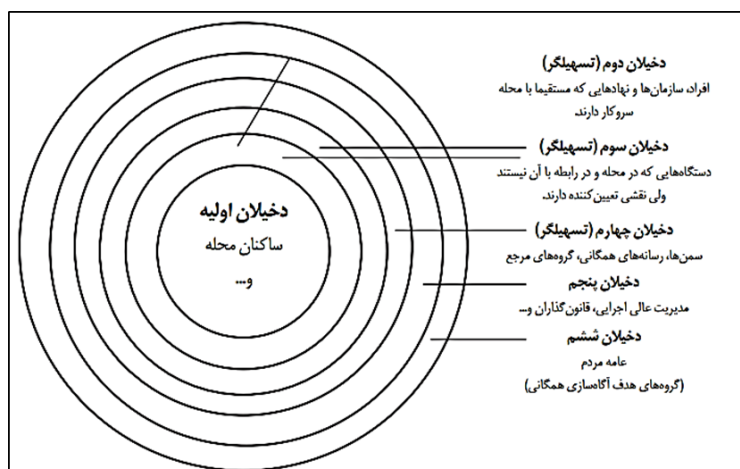 دخیلان دوم (تسهیلگر)
افراد، سازمان‌ها و نهادهایی که مستقیما با محله
سروکار دارند.
دخیلان سوم (تسهیلگر)
دستگاه‌هایی که در محله و در رابطه با آن نیستند
ولی نقشی تعیین‌کننده دارند.
دخیلان اولیه
ساکنان محله
و...
دخیلان چهارم (تسهیلگر)
سمن‌ها، رسانه‌های همگانی، گروه‌های مرجع
دخیلان پنجم
مدیریت عالی اجرایی، قانون‌گذاران و...
دخیلان ششم
عامه مردم
(گروه‌های هدف آگاه‌سازی همگانی)